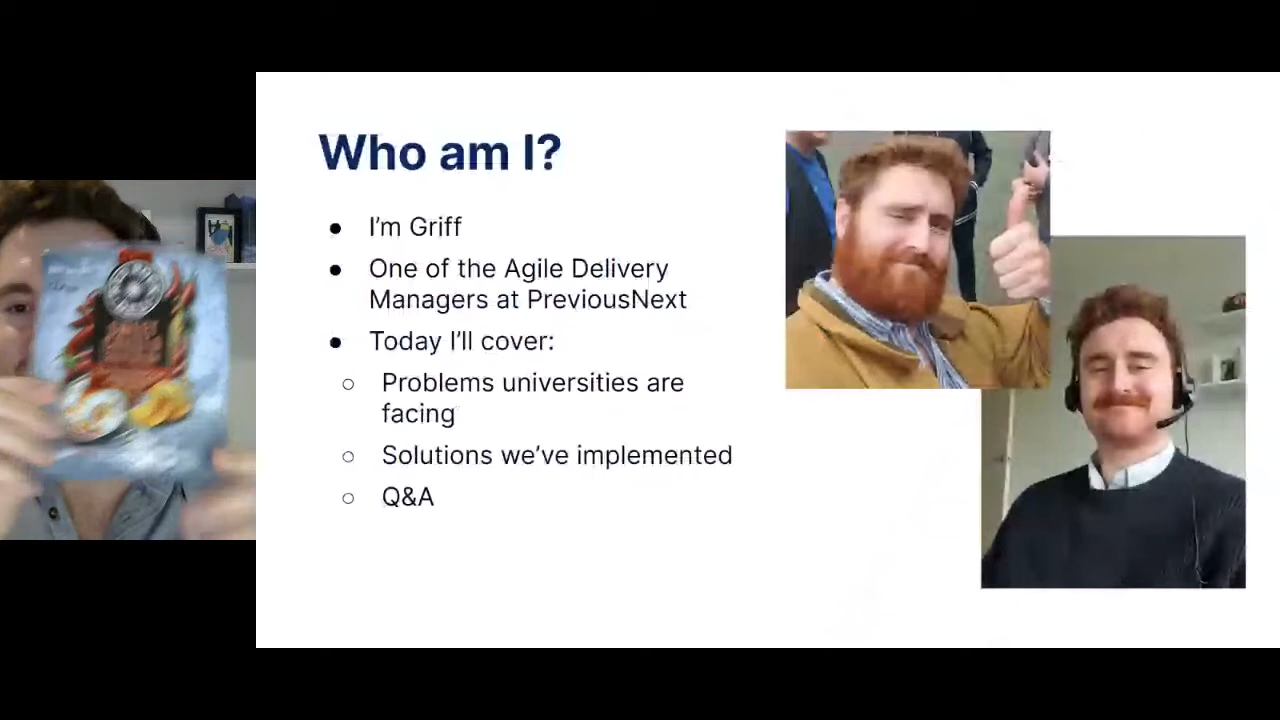 Who am I?
● I'm Griff
● One of the Agile Delivery
Managers at PreviousNext
● Today I'll cover:
○ Problems universities are
facing
○ Solutions we've implemented
○ Q&A